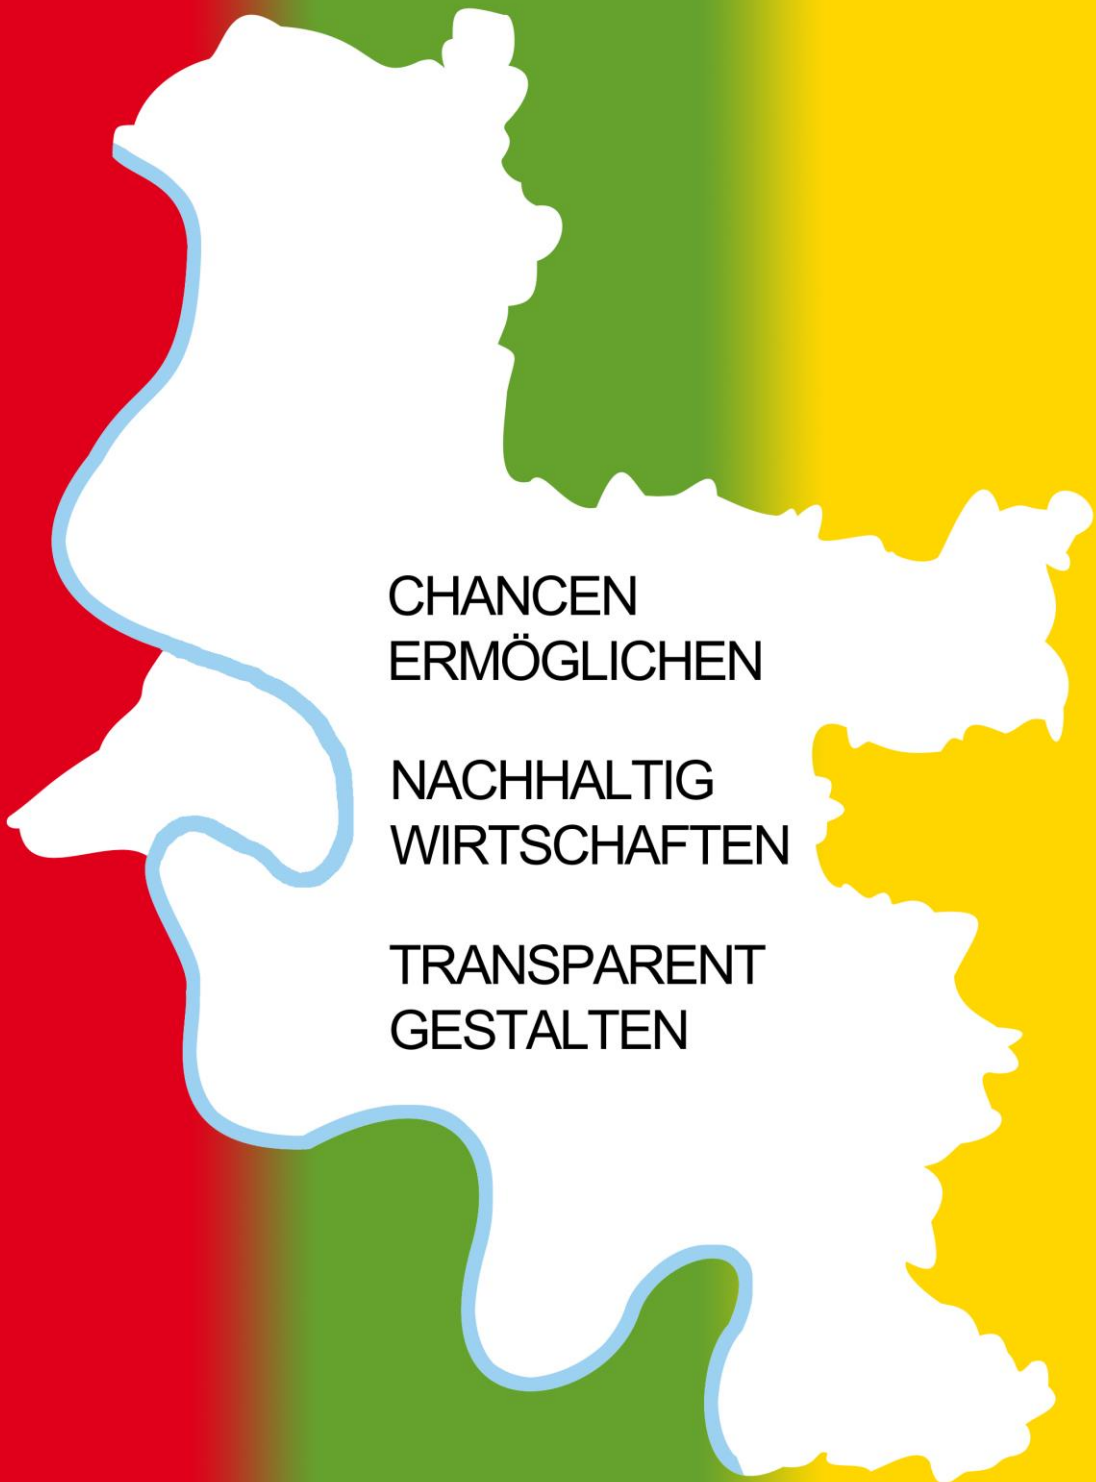 CHANCEN
ERMÖGLICHEN
NACHHALTIG
WIRTSCHAFTEN
TRANSPARENT
GESTALTEN